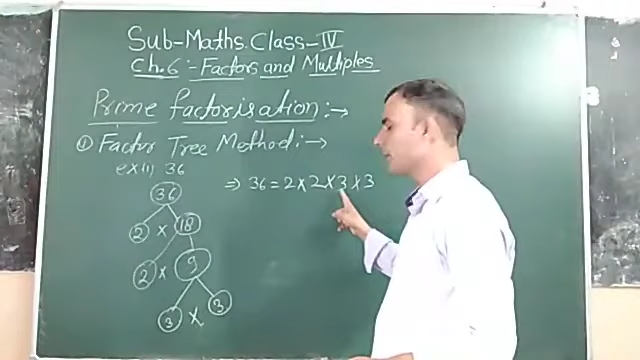 Sub-Maths. Class-IV
Ch. 6 :- Factors and Multiples
Prime factorisation :→
① Factor Tree Method :→
ex (i) 36
36
⇒ 36 = 2 x 2 x 3 x 3
2 x 18
2 x 9
3 x 3